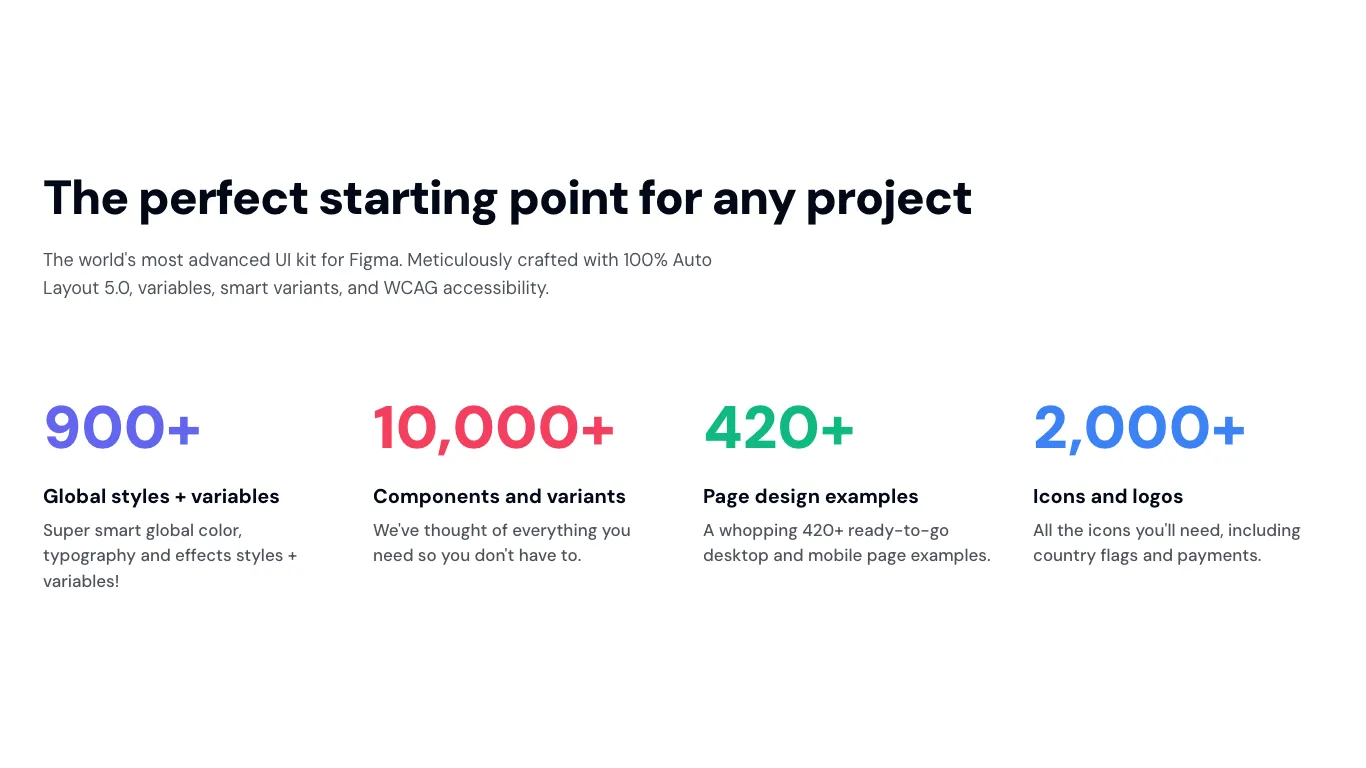 The perfect starting point for any project
The world's most advanced UI kit for Figma. Meticulously crafted with 100% Auto
Layout 5.0, variables, smart variants, and WCAG accessibility.
900+
Global styles + variables
Super smart global color,
typography and effects styles +
variables!
10,000+
Components and variants
We've thought of everything you
need so you don't have to.
420+
Page design examples
A whopping 420+ ready-to-go
desktop and mobile page examples.
2,000+
Icons and logos
All the icons you'll need, including
country flags and payments.